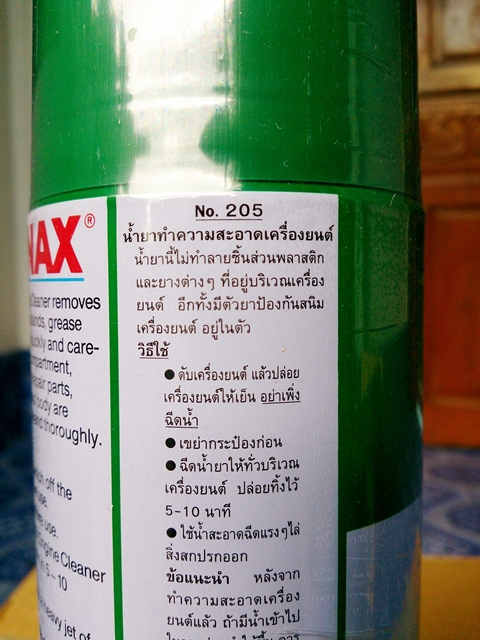 NAX®
Cleaner removes
grease
quickly and care-
partment,
repair parts,
body are
thoroughly.
off the
use.
Engine Cleaner
5 – 10
heavy jet of
No. 205
น้ำยาทำความสะอาดเครื่องยนต์
น้ำยานี้ไม่ทำลายชิ้นส่วนพลาสติก
และยางต่างๆ ที่อยู่บริเวณเครื่อง
ยนต์ อีกทั้งมีตัวยาป้องกันสนิม
เครื่องยนต์ อยู่ในตัว
วิธีใช้
● ดับเครื่องยนต์ แล้วปล่อย
เครื่องยนต์ให้เย็น อย่าเพิ่ง
ฉีดน้ำ
● เขย่ากระป๋องก่อน
● ฉีดน้ำยาให้ทั่วบริเวณ
เครื่องยนต์ ปล่อยทิ้งไว้
5-10 นาที
● ใช้น้ำสะอาดฉีดแรงๆไล่
สิ่งสกปรกออก
ข้อแนะนำ หลังจาก
ทำความสะอาดเครื่อง
ยนต์แล้ว ถ้ามีน้ำเข้าไป